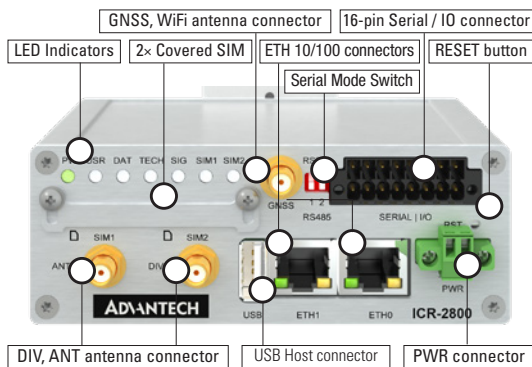 GNSS, WiFi antenna connector
16-pin Serial / IO connector
LED Indicators
2× Covered SIM
ETH 10/100 connectors
RESET button
Serial Mode Switch
USR DAT TECH SIG SIM1 SIM2
GNSS
1 2
RS485
SERIAL | I/O
RST
SIM1
SIM2
ANT
DIV
ADVANTECH
PWR
USB
ETH1
ETH0
ICR-2800
DIV, ANT antenna connector
USB Host connector
PWR connector